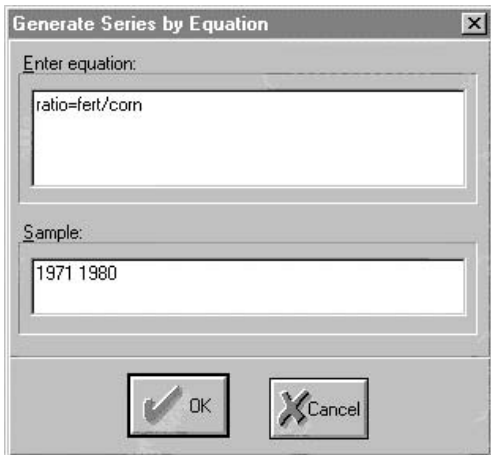 Generate Series by Equation
Enter equation:
ratio=fert/corn
Sample:
1971 1980
OK
Cancel